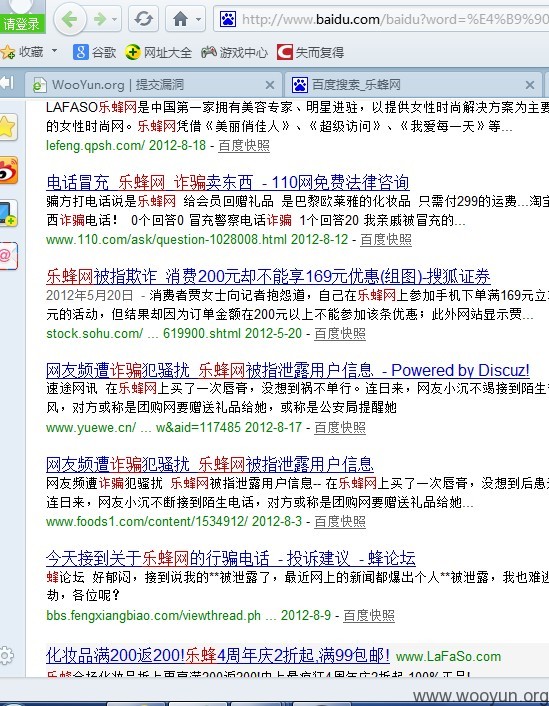 请登录
http://www.baidu.com/baidu?word=%E4%B9%90
收藏 谷歌 网址大全 游戏中心 失而复得
WooYun.org | 提交漏洞 百度搜索_乐蜂网
LAFASO乐蜂网是中国第一家拥有美容专家、明星进驻，以提供女性时尚解决方案为主要
的女性时尚网。乐蜂网凭借《美丽俏佳人》、《超级访问》、《我爱每一天》等...
lefeng.qpsh.com/ 2012-8-18 - 百度快照
电话冒充 乐蜂网 诈骗卖东西 - 110网免费法律咨询
骗方打电话说是乐蜂网 给会员回赠礼品 是巴黎欧莱雅的化妆品 只需付299的运费...淘宝
西诈骗电话！ 0个回答0 冒充警察电话诈骗 1个回答20 我亲戚被冒充的...
www.110.com/ask/question-1028008.html 2012-8-12 - 百度快照
乐蜂网被指欺诈 消费200元却不能享169元优惠(组图)-搜狐证券
2012年5月20日 - 消费者贾女士向记者抱怨道，自己在乐蜂网上参加手机下单满169元立
元的活动，但结果却因为订单金额在200元以上不能参加该条优惠；此外网站显示贾...
stock.sohu.com/ ... 619900.shtml 2012-5-20 - 百度快照
网友频遭诈骗犯骚扰 乐蜂网被指泄露用户信息 - Powered by Discuz!
速途网讯 在乐蜂网上买了一次唇膏，没想到祸不单行。连日来，网友小沉不竭接到陌生
风，对方或称是团购网要赠送礼品给她，或称是公安局提醒她
www.yuewe.cn/ ... w&aid=117485 2012-8-17 - 百度快照
网友频遭诈骗犯骚扰 乐蜂网被指泄露用户信息
网友频遭诈骗犯骚扰 乐蜂网被指泄露用户信息-- 在乐蜂网上买了一次唇膏，没想到后患无
连日来，网友小沉不断接到陌生电话，对方或称是团购网要赠送礼品给她...
www.foods1.com/content/1534912/ 2012-8-3 - 百度快照
今天接到关于乐蜂网的行骗电话 - 投诉建议 - 蜂论坛
蜂论坛 好郁闷，接到说我的**被泄露了，最近网上的新闻都爆出个人**被泄露，我也难逃
劫，各位呢？
bbs.fengxiangbiao.com/viewthread.ph ... 2012-8-9 - 百度快照
化妆品满200返200!乐蜂4周年庆2折起,满99包邮! www.LaFaSo.com
www.wooyun.org